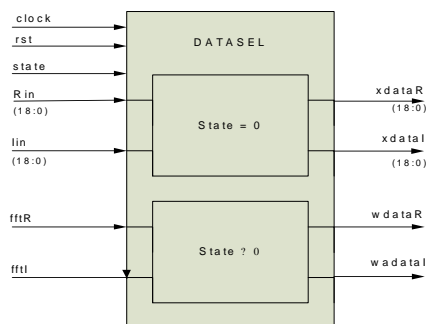 clock
rst
DATASEL
state
Rin
(18:0)
xdataR
(18:0)
State = 0
Iin
(18:0)
xdataI
(18:0)
fftR
wdataR
State ? 0
fftI
wadataI